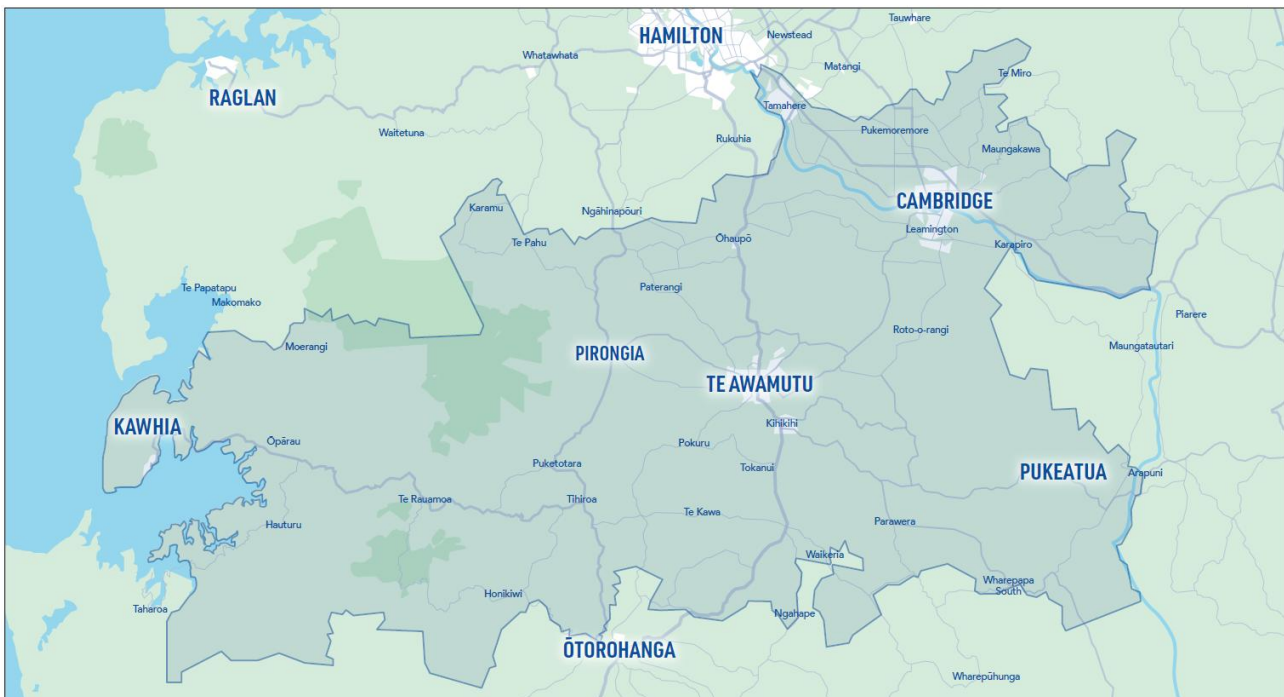 Tauwhare
HAMILTON
Newstead
Whatawhata
Matangi
Te Miro
RAGLAN
Tamahere
Waitetuna
Rukuhia
Pukemoremore
Maungakawa
CAMBRIDGE
Karamu
Ngāhinapōuri
Leamington
Te Pahu
Ōhaupō
Karapiro
Te Papatapu
Paterangi
Makomako
Piarere
Roto-o-rangi
Moerangi
PIRONGIA
Maungatautari
TE AWAMUTU
KAWHIA
Kihikihi
Ōpārau
Pokuru
Puketotara
Tokanui
PUKEATUA
Arapuni
Te Rauamoa
Tihiroa
Te Kawa
Parawera
Hauturu
Waikeria
Wharepapa
South
Honikiwi
Taharoa
Ngahape
ŌTOROHANGA
Wharepūhunga